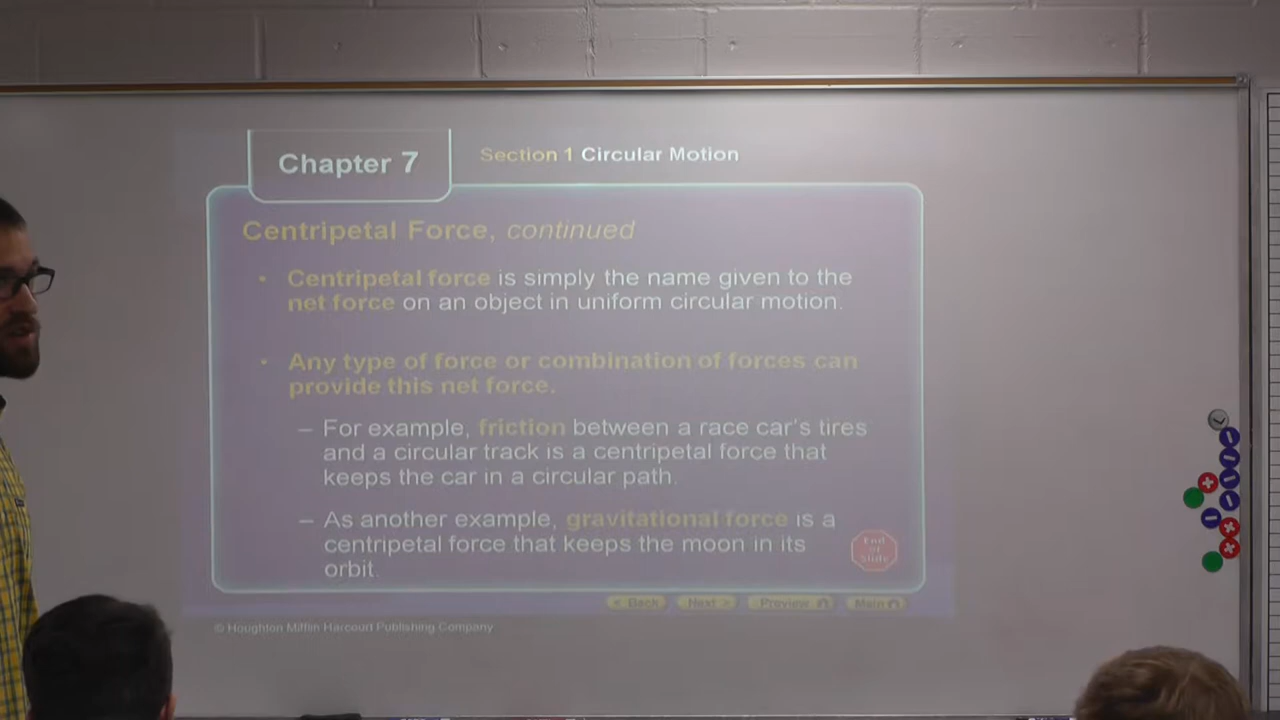 Chapter 7
Section 1 Circular Motion
Centripetal Force, continued
• Centripetal force is simply the name given to the
net force on an object in uniform circular motion.
• Any type of force or combination of forces can
provide this net force.
– For example, friction between a race car's tires
and a circular track is a centripetal force that
keeps the car in a circular path.
– As another example, gravitational force is a
centripetal force that keeps the moon in its
orbit.
End
of
Slide
< Back
Next >
Preview
Main
© Houghton Mifflin Harcourt Publishing Company